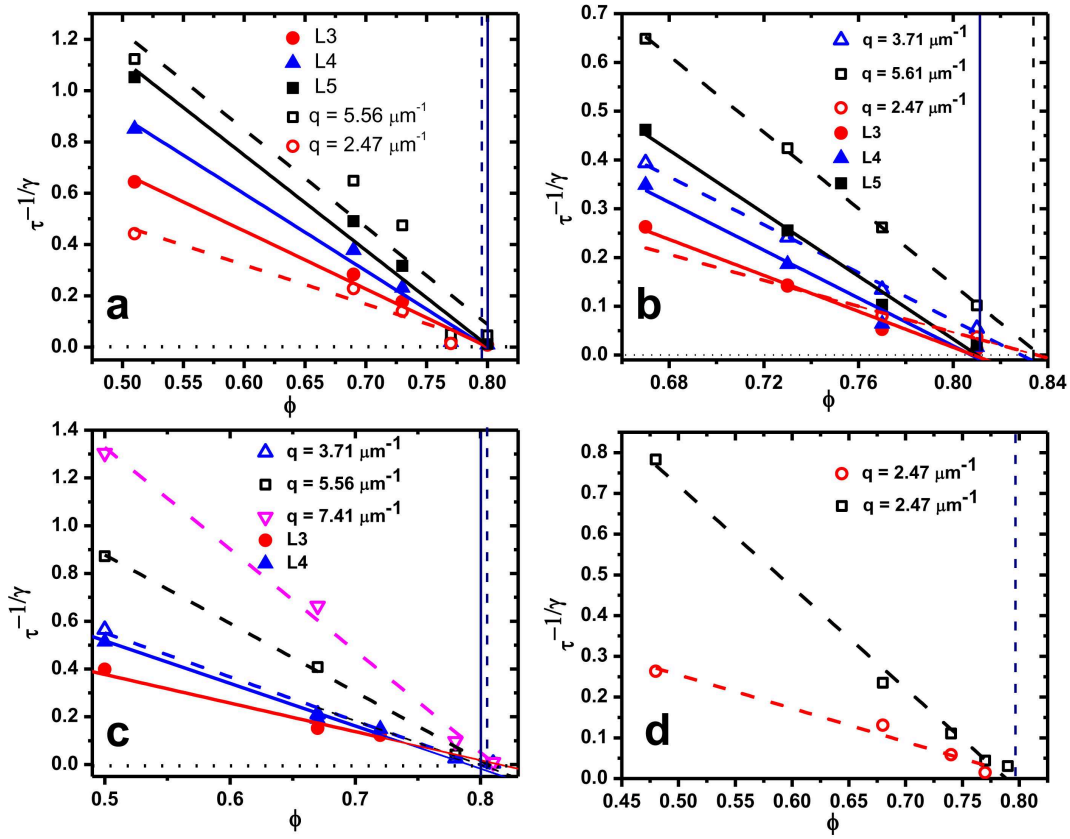 1.2
1.0
0.8
0.6
0.4
0.2
0.0
τ⁻¹/ᵞ
L3
L4
L5
q = 5.56 μm⁻¹
q = 2.47 μm⁻¹
a
0.50 0.55 0.60 0.65 0.70 0.75 0.80
ϕ
0.7
0.6
0.5
0.4
0.3
0.2
0.1
0.0
τ⁻¹/ᵞ
q = 3.71 μm⁻¹
q = 5.61 μm⁻¹
q = 2.47 μm⁻¹
L3
L4
L5
b
0.68 0.72 0.76 0.80 0.84
ϕ
1.4
1.2
1.0
0.8
0.6
0.4
0.2
0.0
τ⁻¹/ᵞ
q = 3.71 μm⁻¹
q = 5.56 μm⁻¹
q = 7.41 μm⁻¹
L3
L4
c
0.5 0.6 0.7 0.8
ϕ
0.8
0.7
0.6
0.5
0.4
0.3
0.2
0.1
0.0
τ⁻¹/ᵞ
q = 2.47 μm⁻¹
q = 2.47 μm⁻¹
d
0.45 0.50 0.55 0.60 0.65 0.70 0.75 0.80
ϕ